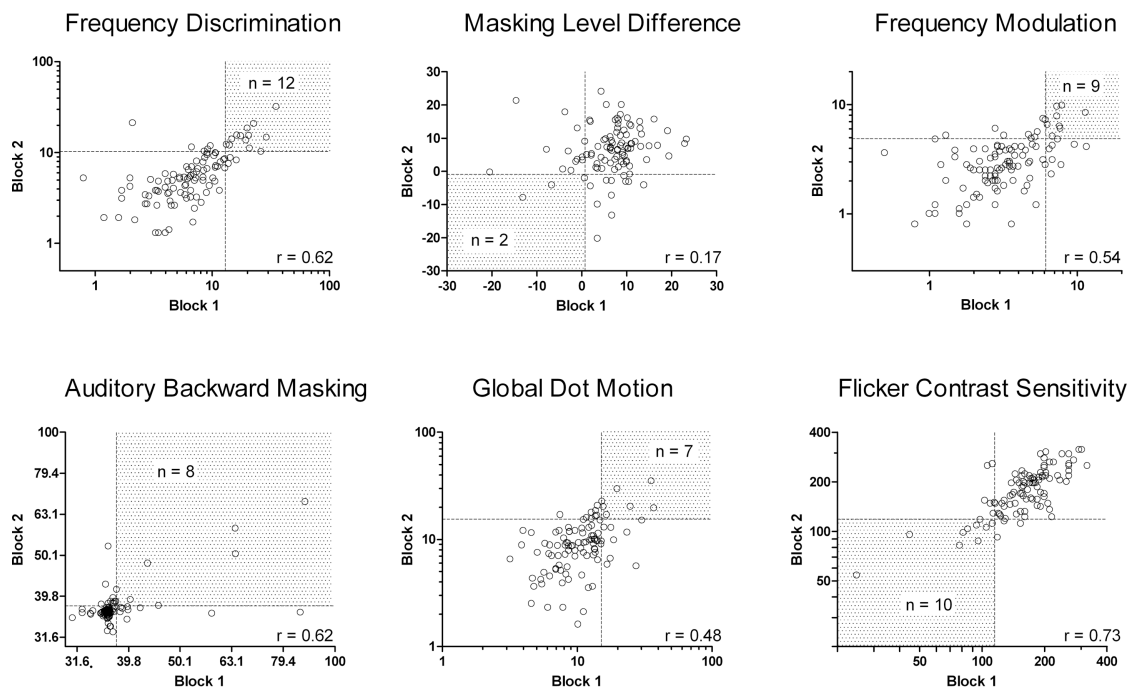 Frequency Discrimination
Masking Level Difference
Frequency Modulation
100
10
1
Block 2
n = 12
r = 0.62
1
10
100
Block 1
30
20
10
0
-10
-20
-30
Block 2
n = 2
r = 0.17
-30
-20
-10
0
10
20
30
Block 1
10
1
Block 2
n = 9
r = 0.54
1
10
Block 1
Auditory Backward Masking
Global Dot Motion
Flicker Contrast Sensitivity
100
79.4
63.1
50.1
39.8
31.6
Block 2
n = 8
r = 0.62
31.6.
39.8
50.1
63.1
79.4
100
Block 1
100
10
1
Block 2
n = 7
r = 0.48
1
10
100
Block 1
400
200
100
50
Block 2
n = 10
r = 0.73
50
100
200
400
Block 1